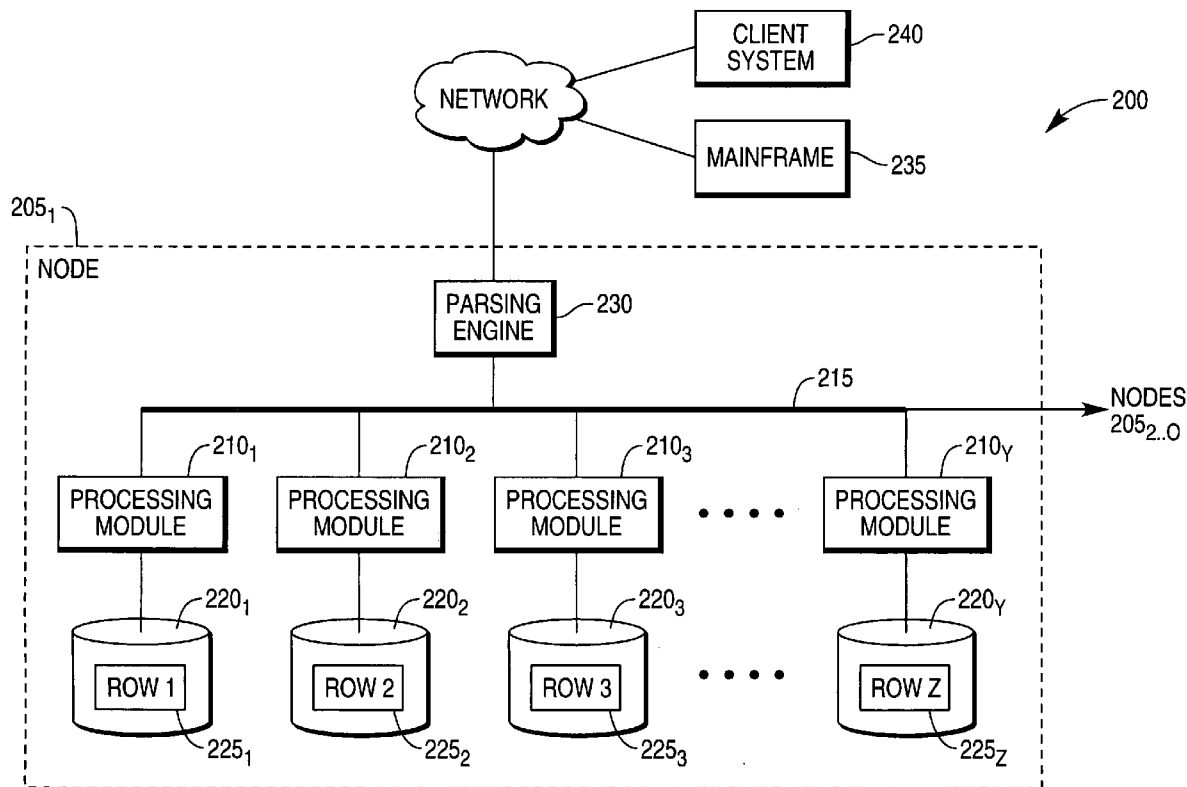 CLIENT
SYSTEM
240
NETWORK
200
MAINFRAME
235
205₁
NODE
PARSING
ENGINE
230
215
NODES
205₂..O
210₁
210₂
210₃
210Y
PROCESSING
MODULE
PROCESSING
MODULE
PROCESSING
MODULE
PROCESSING
MODULE
220₁
220₂
220₃
220Y
ROW 1
ROW 2
ROW 3
ROW Z
225₁
225₂
225₃
225Z